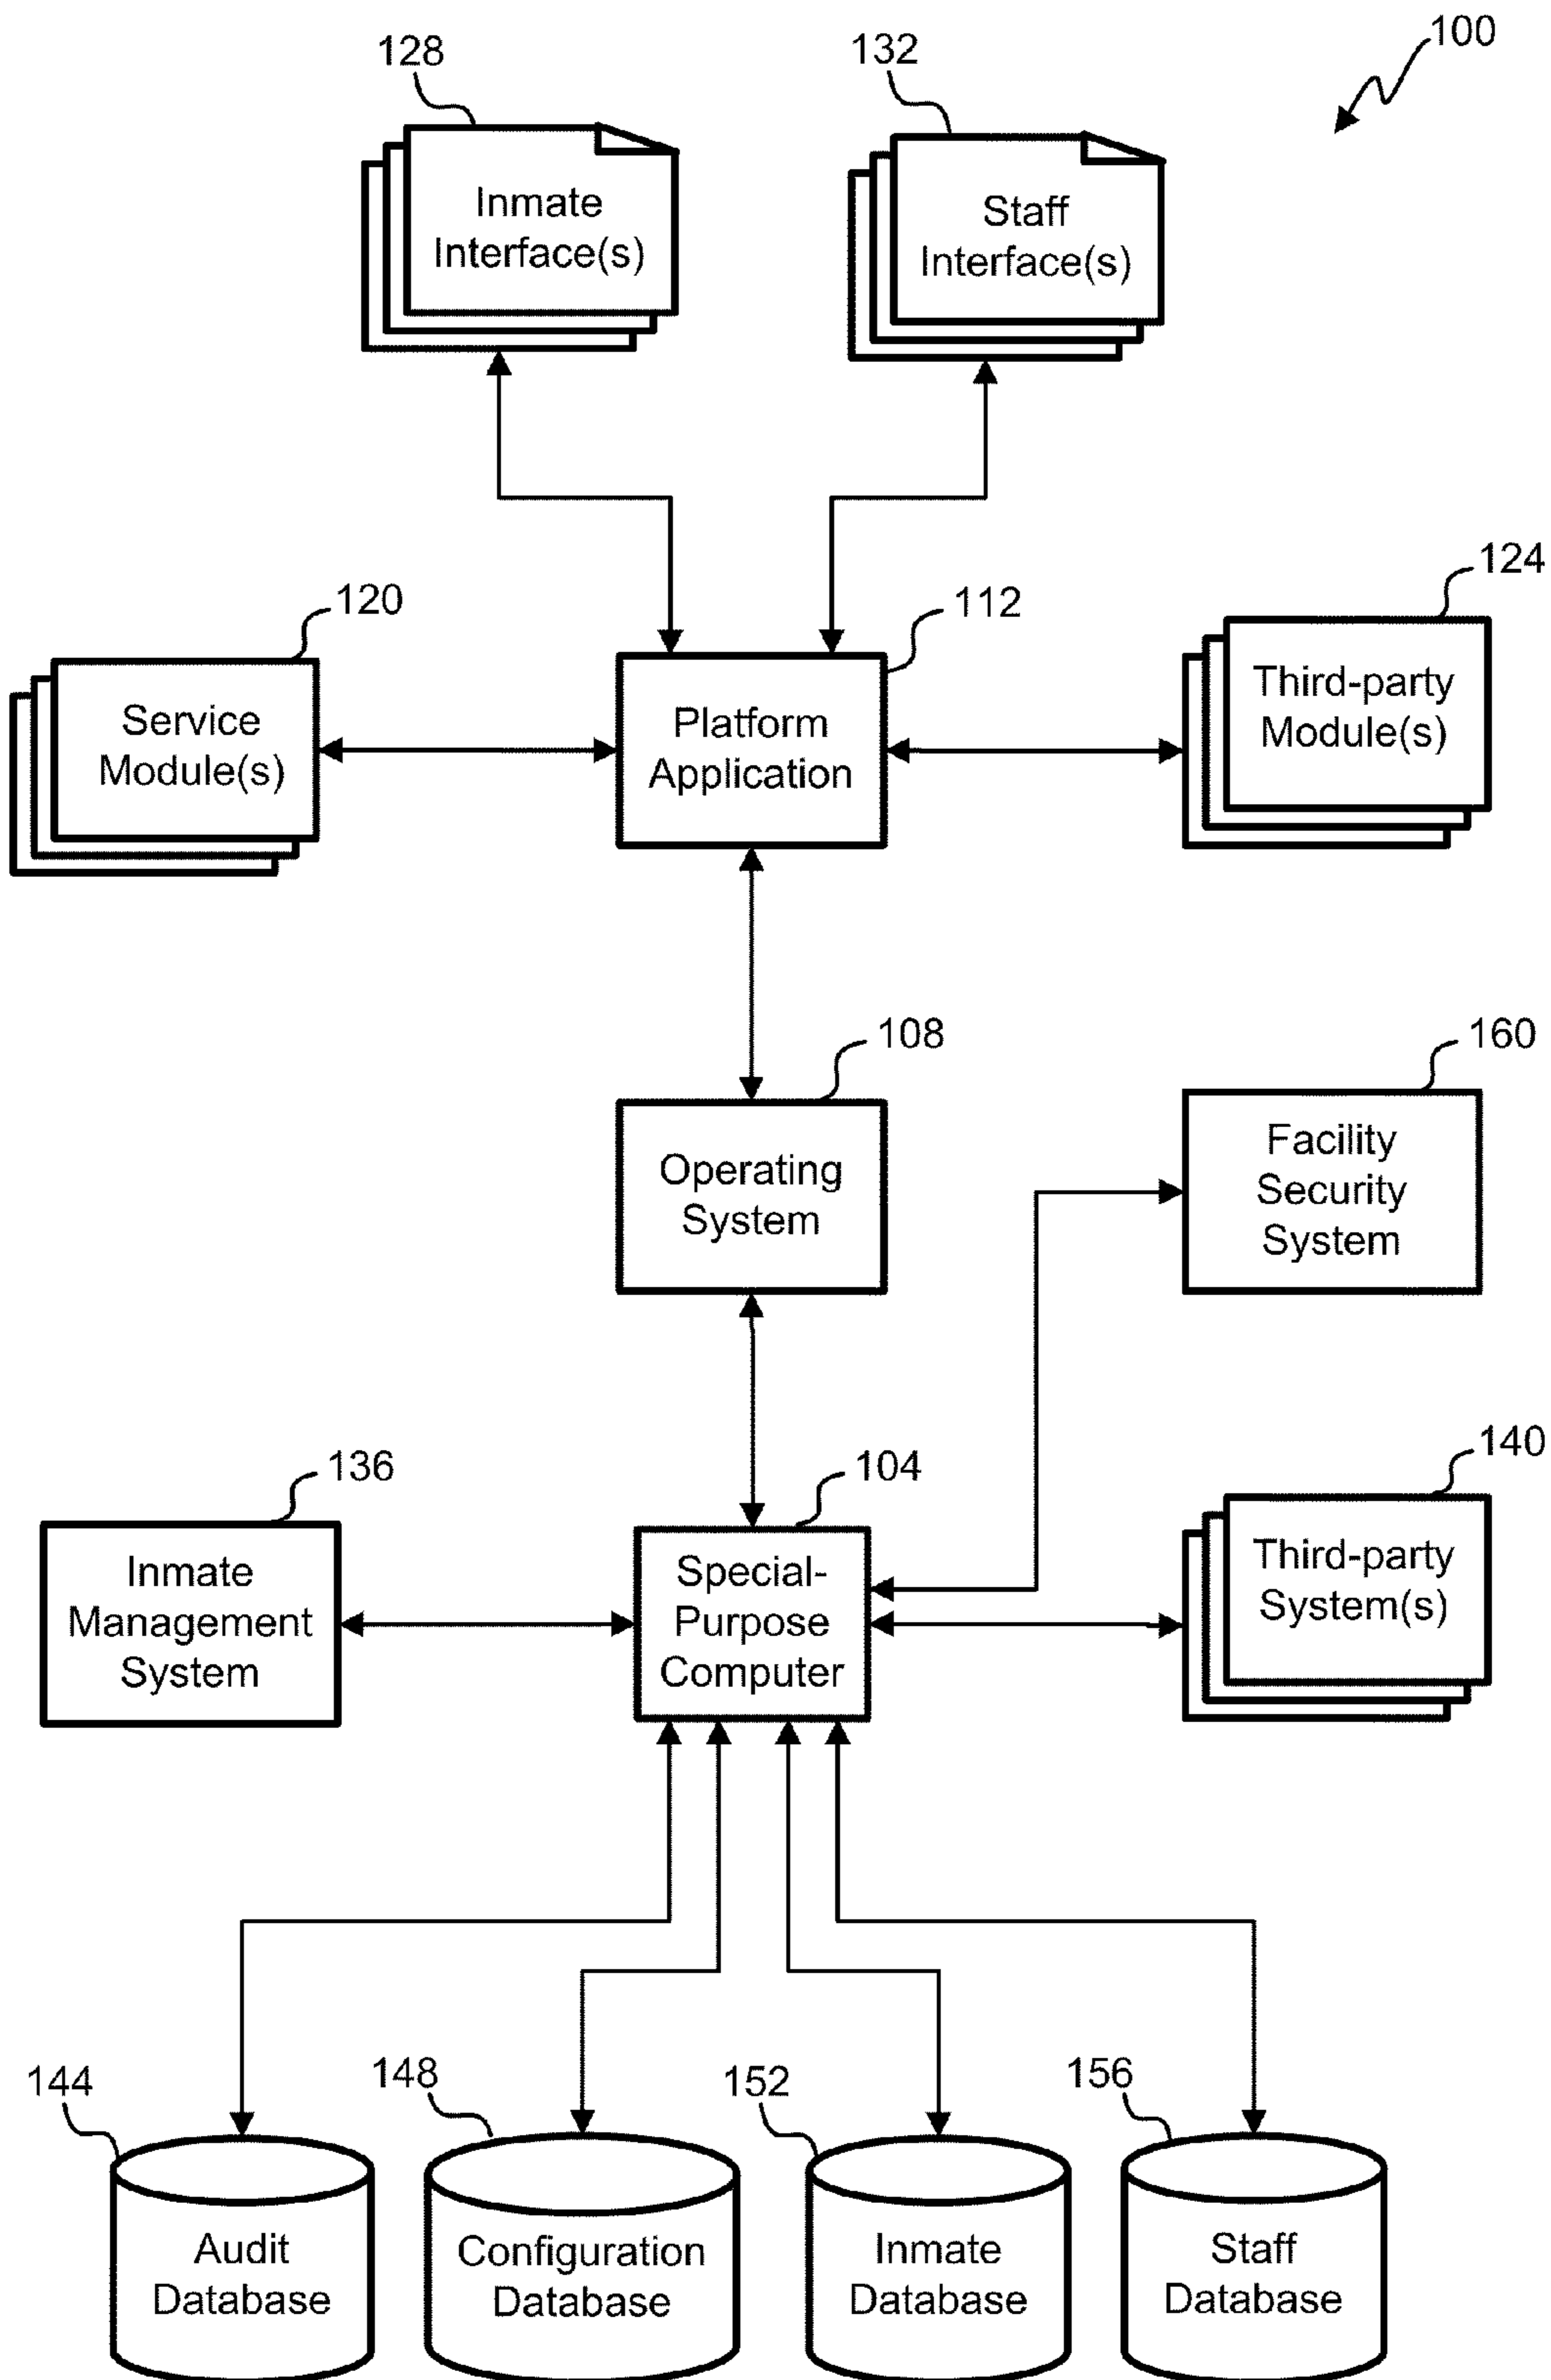 100
128
132
Inmate
Interface(s)
Staff
Interface(s)
120
112
124
Service
Module(s)
Platform
Application
Third-party
Module(s)
108
160
Operating
System
Facility
Security
System
136
104
140
Inmate
Management
System
Special-
Purpose
Computer
Third-party
System(s)
144
148
152
156
Audit
Database
Configuration
Database
Inmate
Database
Staff
Database